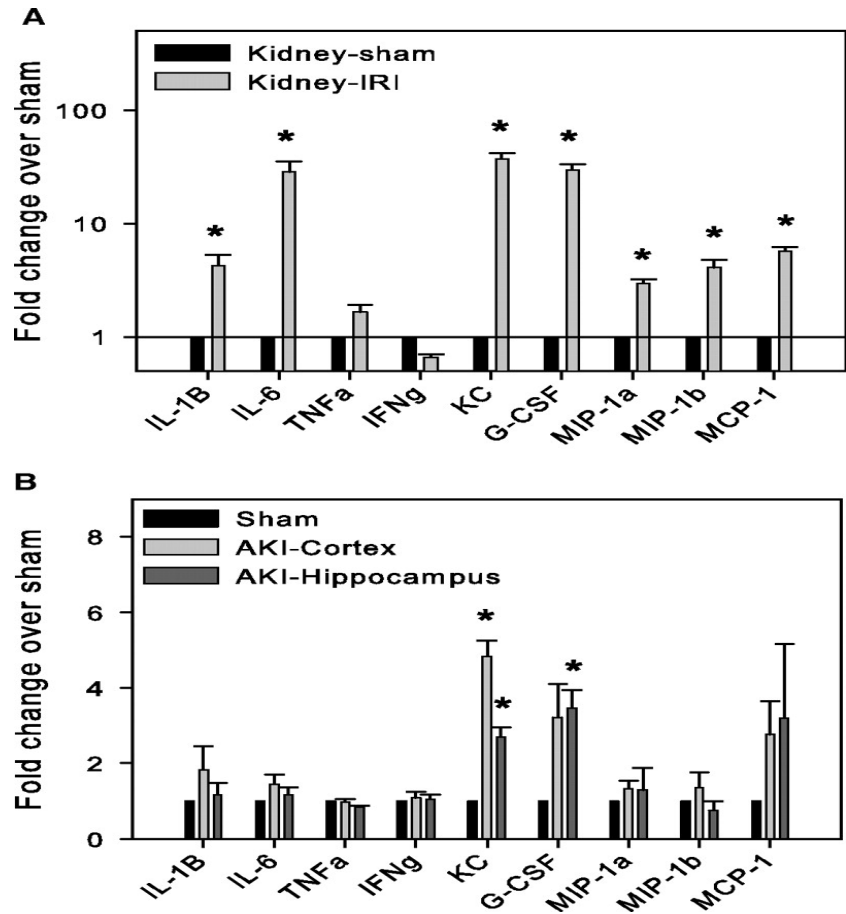 A
Kidney-sham
Kidney-IRI
Fold change over sham
100
10
1
*
*
*
*
*
*
*
IL-1B
IL-6
TNFa
IFNg
KC
G-CSF
MIP-1a
MIP-1b
MCP-1
B
Sham
AKI-Cortex
AKI-Hippocampus
Fold change over sham
8
6
4
2
0
*
*
*
IL-1B
IL-6
TNFa
IFNg
KC
G-CSF
MIP-1a
MIP-1b
MCP-1